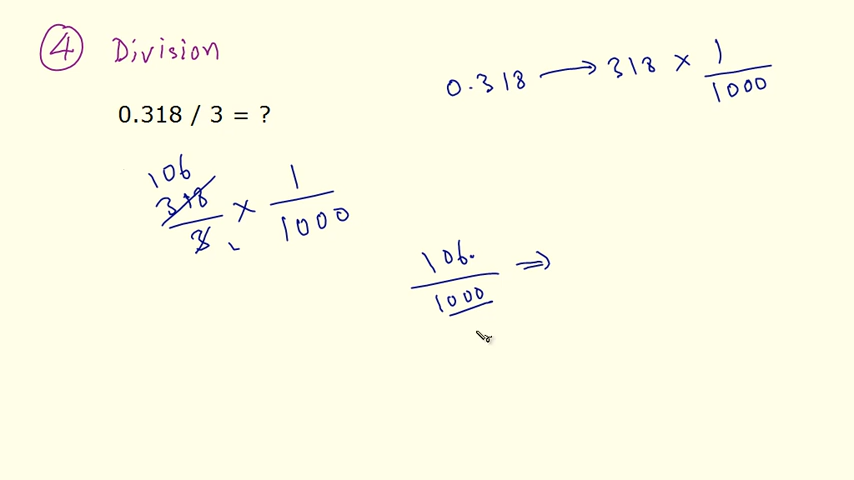 4 Division
0.318 → 318 × 1/1000
0.318 / 3 = ?
106
318/3 × 1/1000
106./1000 ⇒